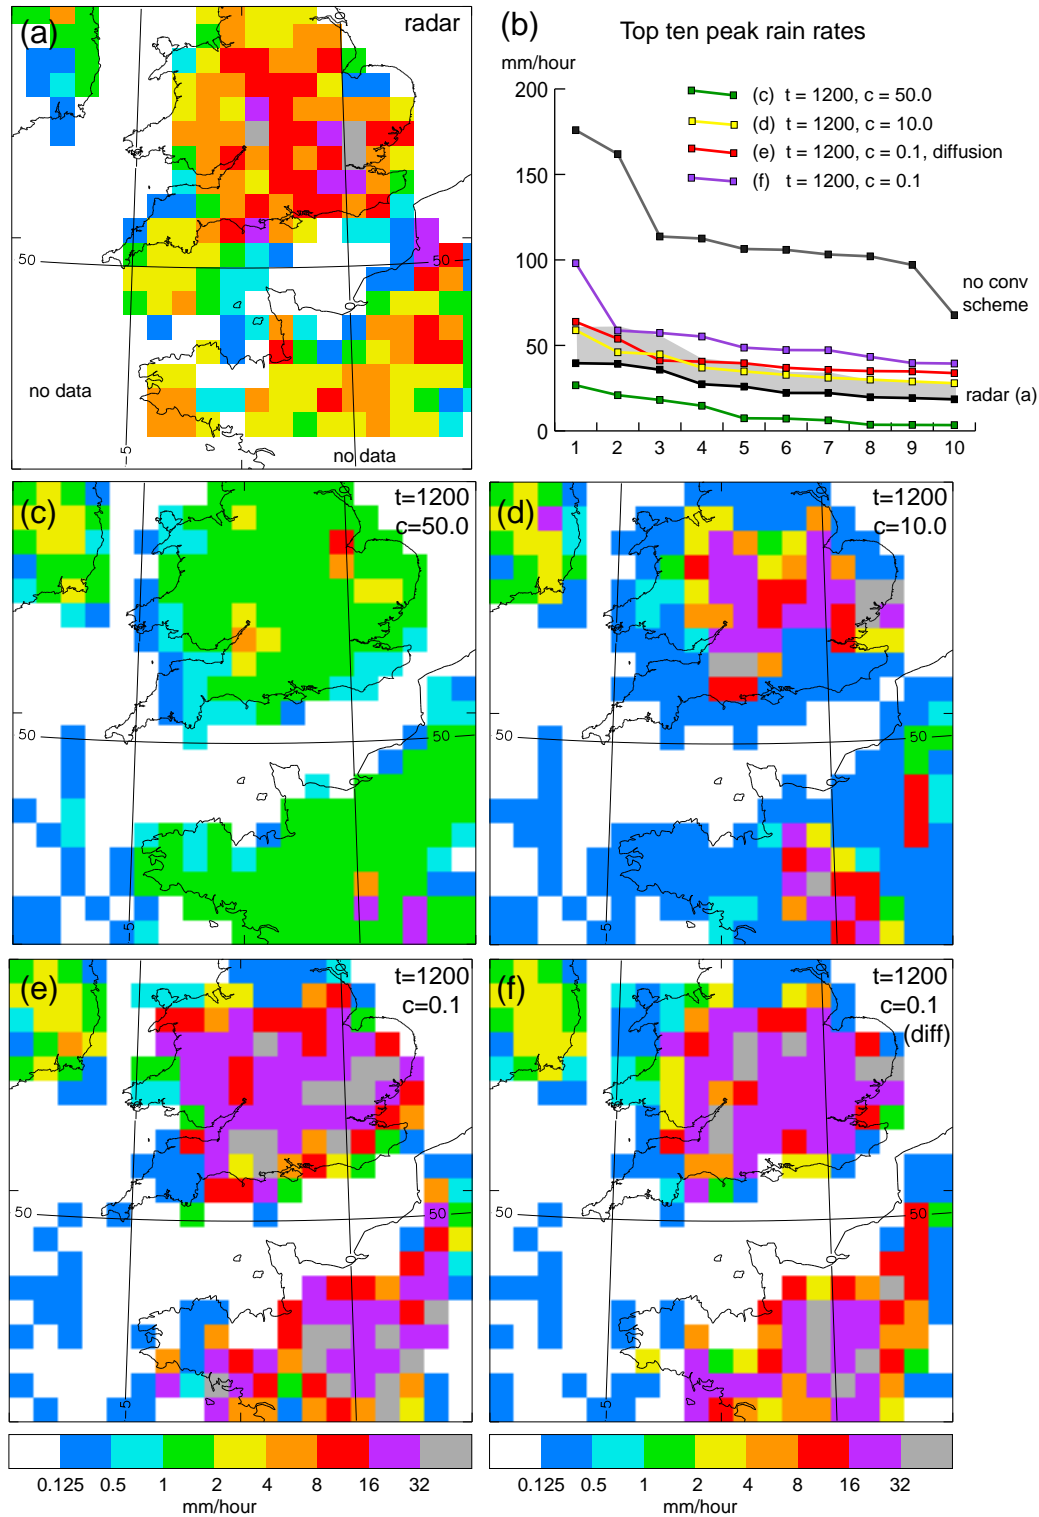 (a)
radar
0
50
50
no data
-5
no data
(b)
Top ten peak rain rates
mm/hour
200
150
100
50
0
(c) t = 1200, c = 50.0
(d) t = 1200, c = 10.0
(e) t = 1200, c = 0.1, diffusion
(f) t = 1200, c = 0.1
no conv
scheme
radar (a)
1 2 3 4 5 6 7 8 9 10
(c)
t=1200
c=50.0
0
50
50
-5
(d)
t=1200
c=10.0
0
50
50
-5
(e)
t=1200
c=0.1
0
50
50
-5
(f)
t=1200
c=0.1
(diff)
0
50
50
-5
0.125 0.5 1 2 4 8 16 32
mm/hour
0.125 0.5 1 2 4 8 16 32
mm/hour